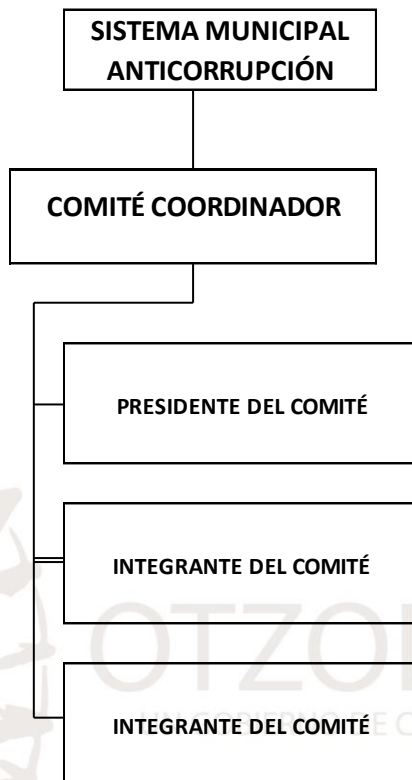 SISTEMA MUNICIPAL
ANTICORRUPCIÓN
COMITÉ COORDINADOR
PRESIDENTE DEL COMITÉ
INTEGRANTE DEL COMITÉ
INTEGRANTE DEL COMITÉ